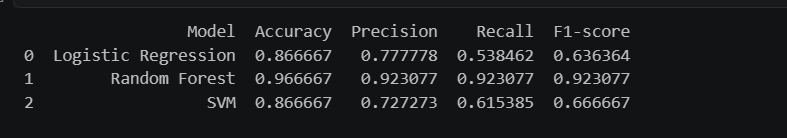 Model Accuracy Precision Recall F1-score
0 Logistic Regression 0.866667 0.777778 0.538462 0.636364
1 Random Forest 0.966667 0.923077 0.923077 0.923077
2 SVM 0.866667 0.727273 0.615385 0.666667